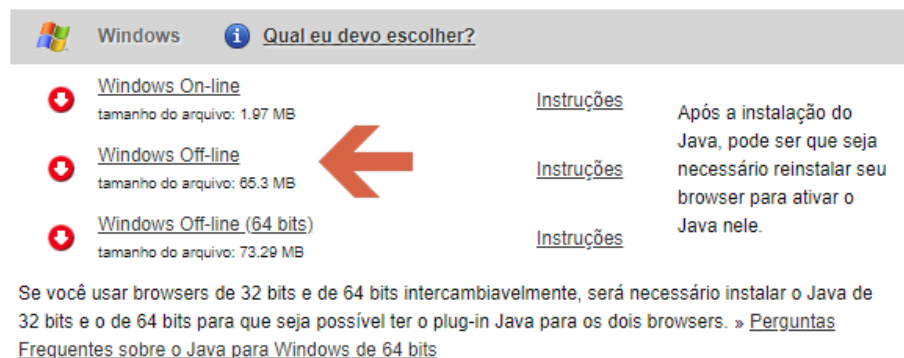 Windows Qual eu devo escolher?
Windows On-line
tamanho do arquivo: 1.97 MB
Instruções
Windows Off-line
tamanho do arquivo: 65.3 MB
Instruções
Windows Off-line (64 bits)
tamanho do arquivo: 73.29 MB
Instruções
Após a instalação do
Java, pode ser que seja
necessário reinstalar seu
browser para ativar o
Java nele.
Se você usar browsers de 32 bits e de 64 bits intercambiavelmente, será necessário instalar o Java de
32 bits e o de 64 bits para que seja possível ter o plug-in Java para os dois browsers. » Perguntas
Frequentes sobre o Java para Windows de 64 bits